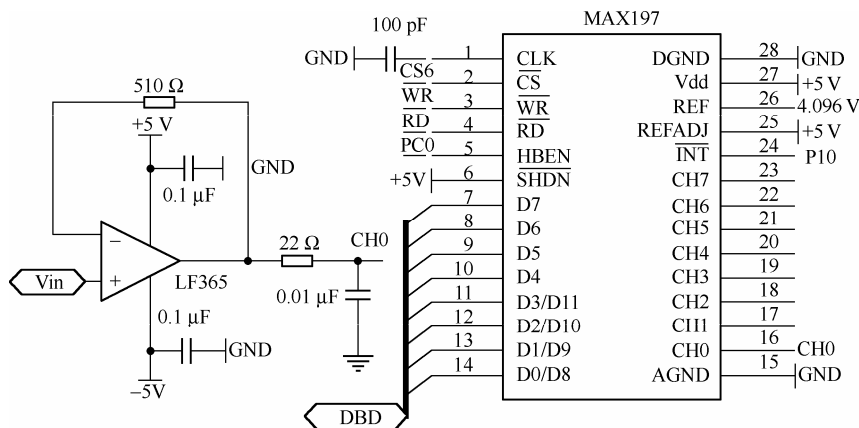 MAX197
100 pF
GND
1 CLK
DGND 28 GND
CS6 2 CS
Vdd 27 +5 V
WR 3 WR
REF 26 4.096 V
RD 4 RD
REFADJ 25 +5 V
PC0 5 HBEN
INT 24 P10
+5V 6 SHDN
CH7 23
7 D7
CH6 22
8 D6
CH5 21
9 D5
CH4 20
10 D4
CH3 19
11 D3/D11
CH2 18
12 D2/D10
CH1 17
13 D1/D9
CH0 16 CH0
14 D0/D8
AGND 15 GND
DBD
510 Ω
+5 V
GND
0.1 μF
−
+
Vin
LF365
22 Ω
CH0
0.01 μF
0.1 μF
GND
−5V